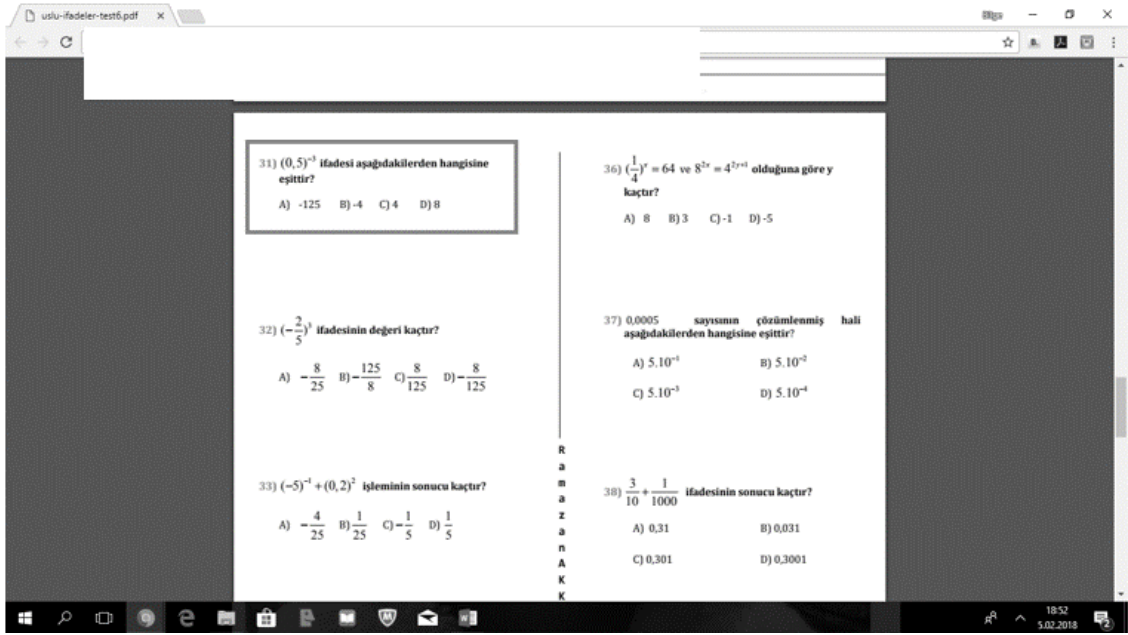 uslu-ifadeler-test6.pdf
Bilge
31) (0,5)⁻³ ifadesi aşağıdakilerden hangisine
eşittir?
A) -125 B) -4 C) 4 D) 8
32) (-2/5)³ ifadesinin değeri kaçtır?
A) -8/25 B) -125/8 C) 8/125 D) -8/125
33) (-5)⁻¹ + (0,2)² işleminin sonucu kaçtır?
A) -4/25 B) 1/25 C) -1/5 D) 1/5
R
a
m
a
z
a
n
A
K
K
36) (1/4)ˣ = 64 ve 8²ˣ = 4²ʸ⁺¹ olduğuna göre y
kaçtır?
A) 8 B) 3 C) -1 D) -5
37) 0,0005 sayısının çözümlenmiş hali
aşağıdakilerden hangisine eşittir?
A) 5.10⁻¹ B) 5.10⁻²
C) 5.10⁻³ D) 5.10⁻⁴
38) 3/10 + 1/1000 ifadesinin sonucu kaçtır?
A) 0,31 B) 0,031
C) 0,301 D) 0,3001
18:52
5.02.2018
2